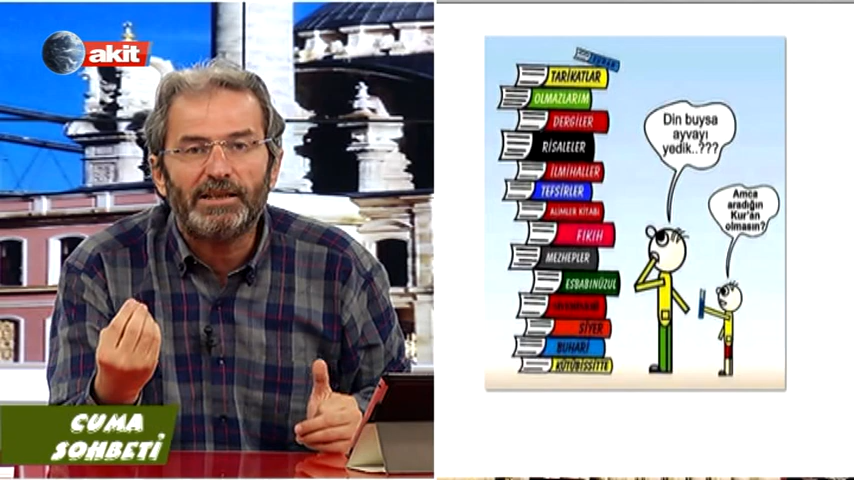 akit
CUMA
SOHBETİ
TARİKATLAR
OLMAZLARIM
DERGİLER
RİSALELER
İLMİHALLER
TEFSİRLER
ALİMLER KİTABI
FIKIH
MEZHEPLER
ESBABINÜZUL
SİYER
BUHARİ
KÜTÜBİSSİTTE
Din buysa
ayvayı
yedik..???
Amca
aradığın
Kur'an
olmasın?